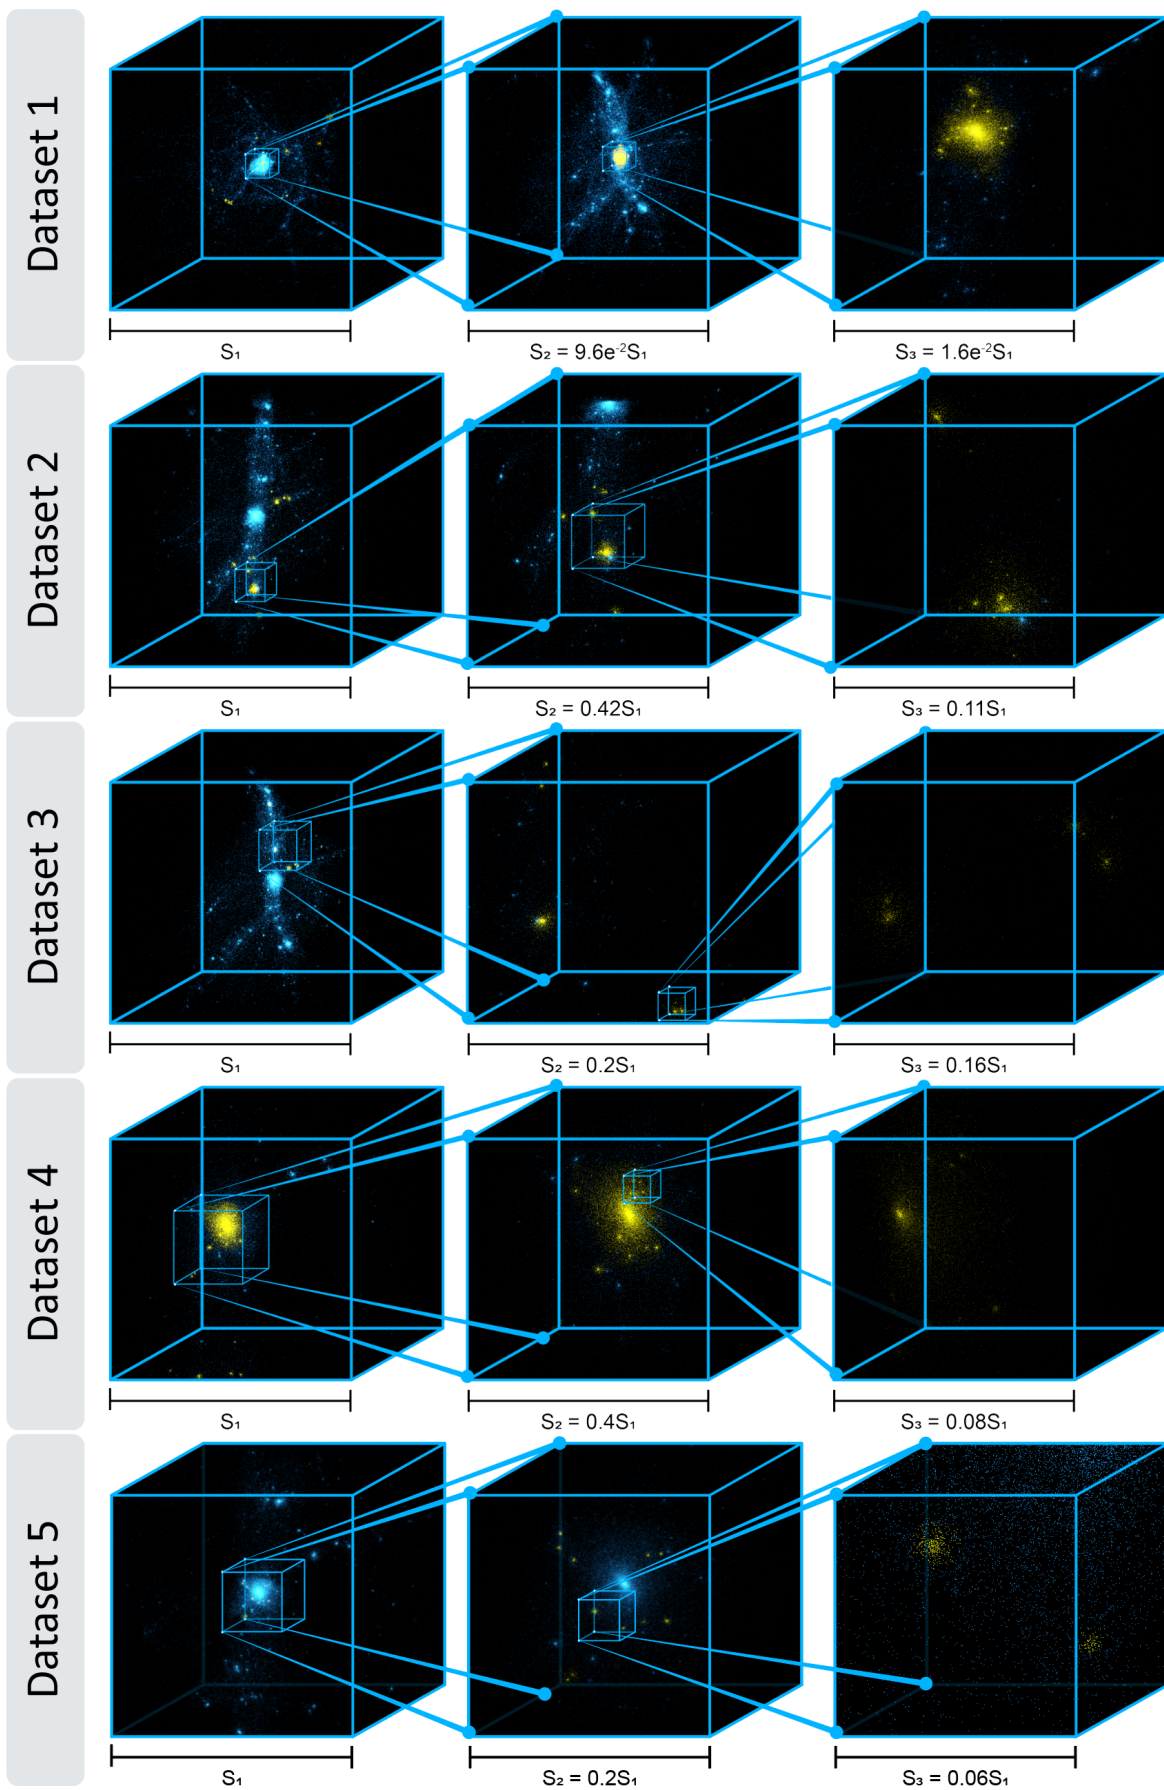 Dataset 1
S₁
S₂ = 9.6e⁻²S₁
S₃ = 1.6e⁻²S₁
Dataset 2
S₁
S₂ = 0.42S₁
S₃ = 0.11S₁
Dataset 3
S₁
S₂ = 0.2S₁
S₃ = 0.16S₁
Dataset 4
S₁
S₂ = 0.4S₁
S₃ = 0.08S₁
Dataset 5
S₁
S₂ = 0.2S₁
S₃ = 0.06S₁